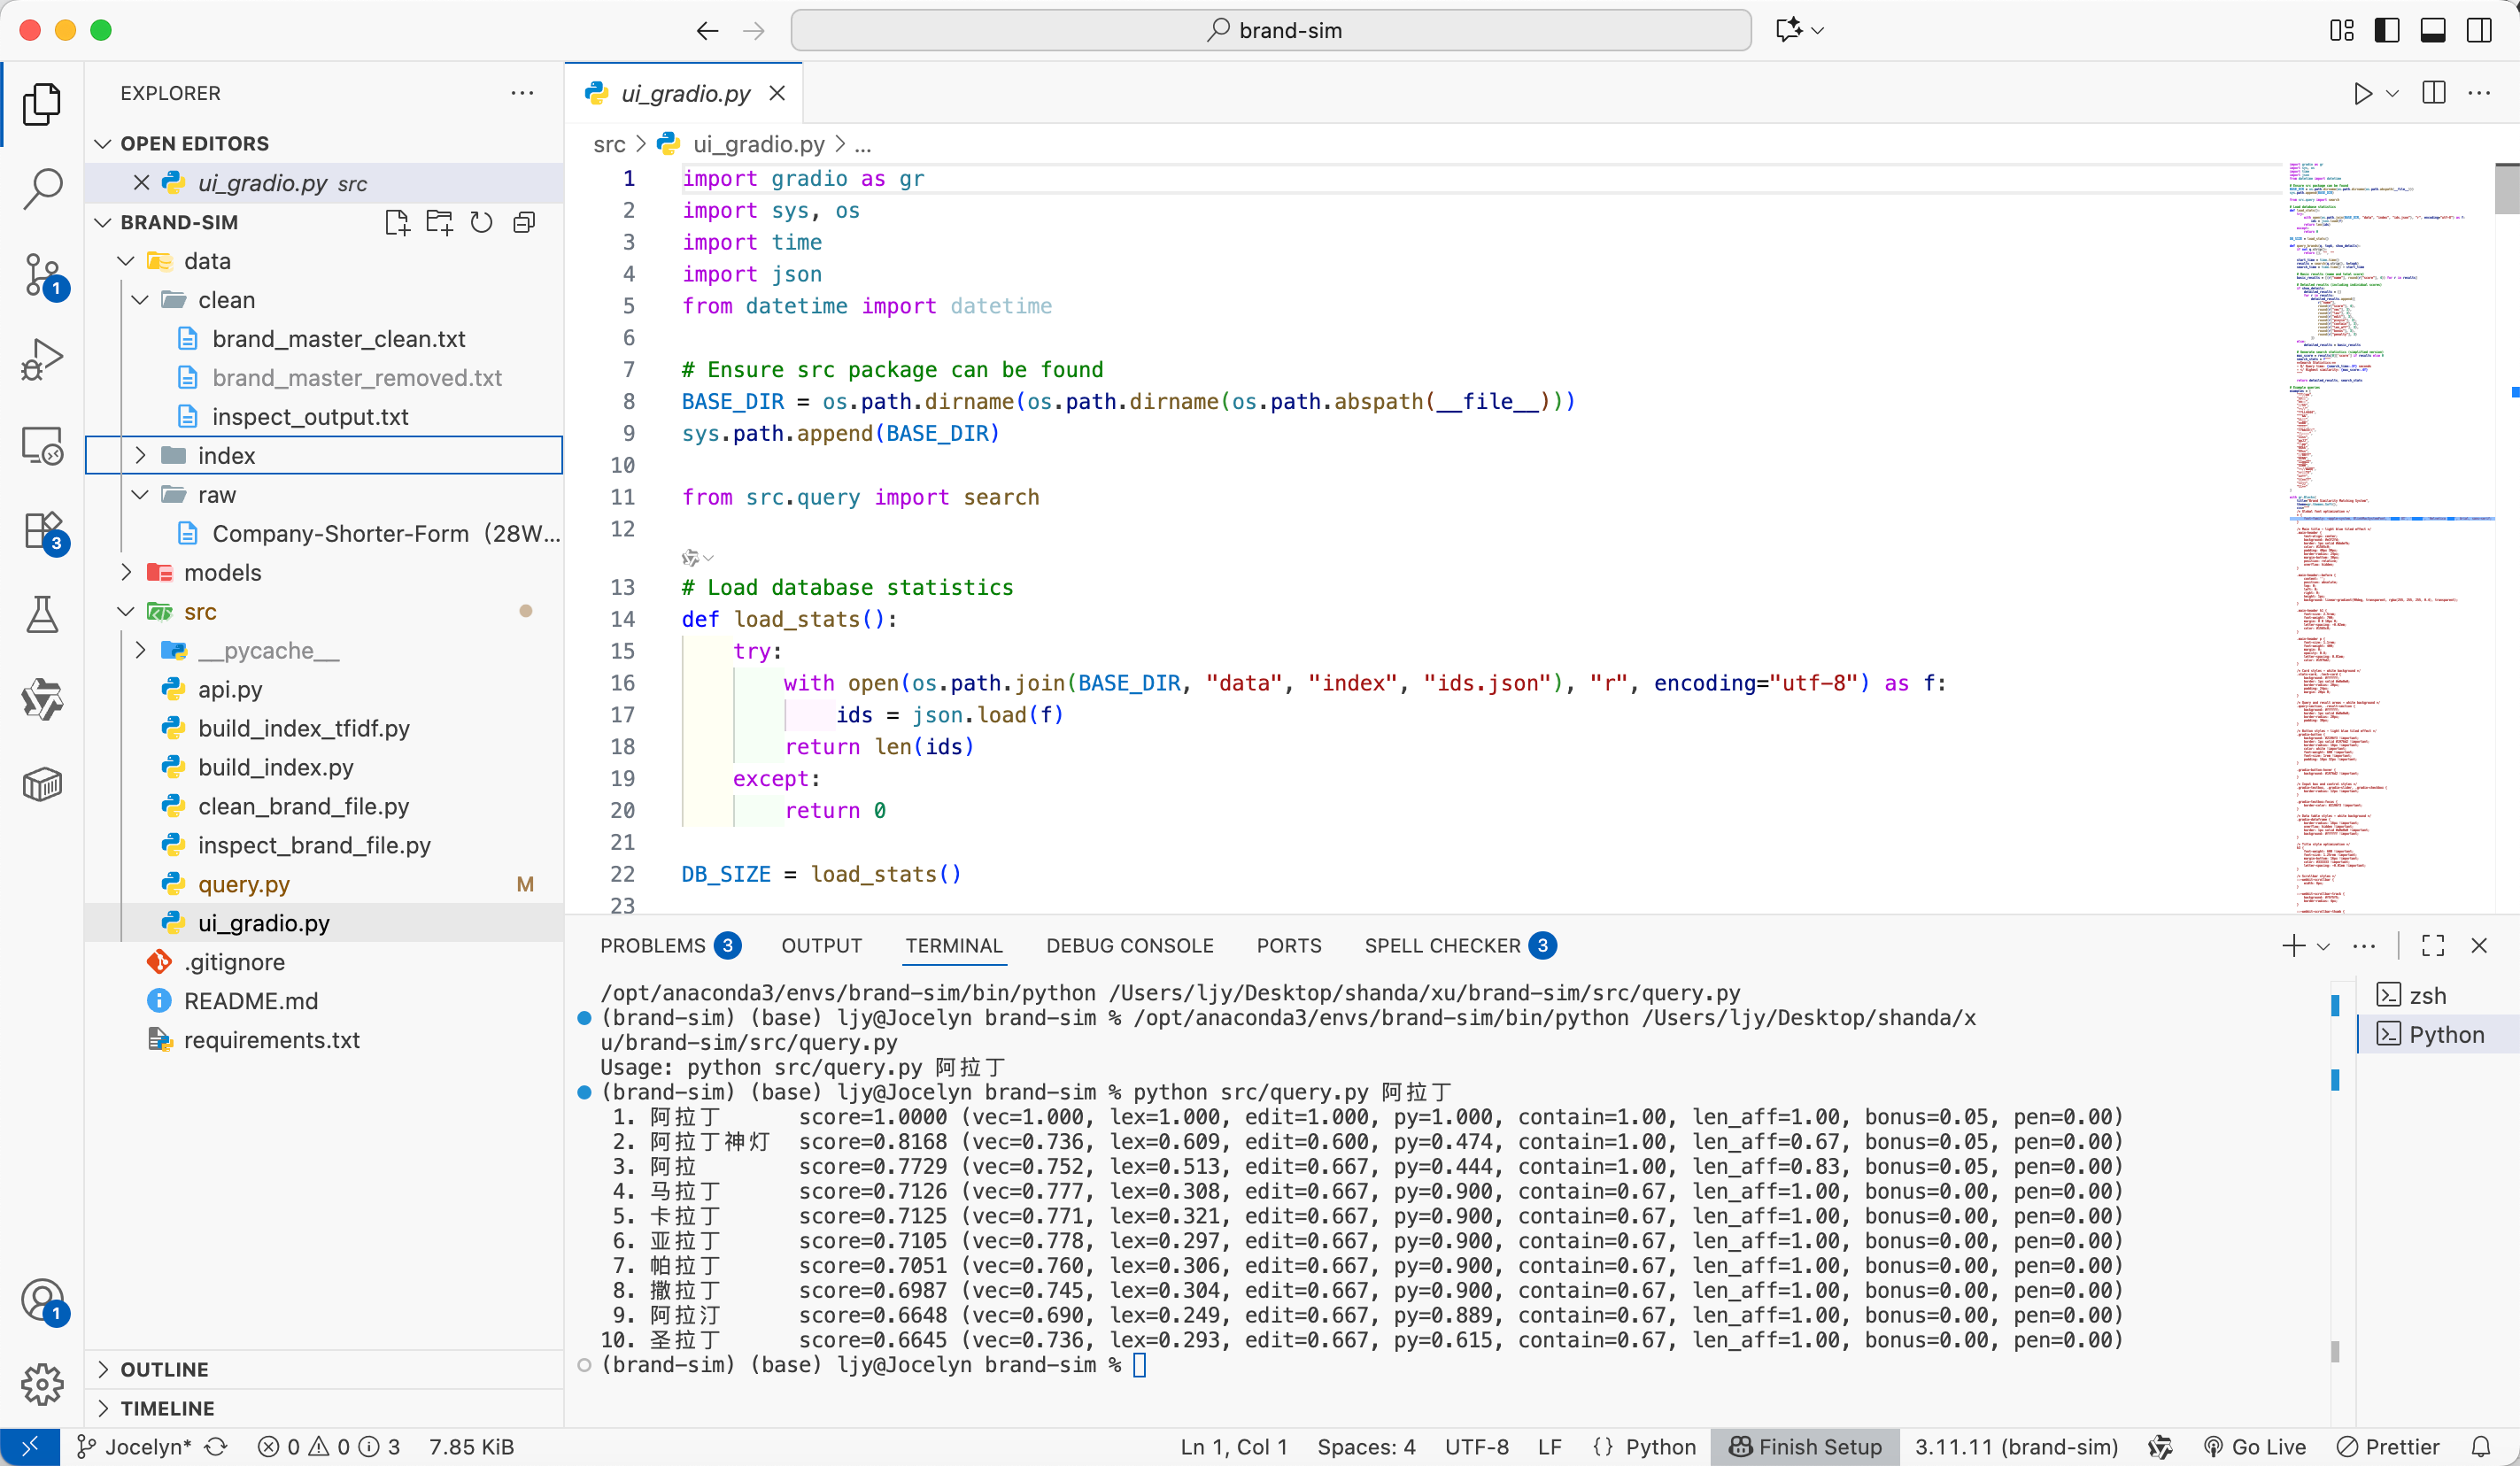 brand-sim
EXPLORER
OPEN EDITORS
ui_gradio.py src
BRAND-SIM
data
clean
brand_master_clean.txt
brand_master_removed.txt
inspect_output.txt
index
raw
Company-Shorter-Form（28W...
models
src
__pycache__
api.py
build_index_tfidf.py
build_index.py
clean_brand_file.py
inspect_brand_file.py
query.py M
ui_gradio.py
.gitignore
README.md
requirements.txt
OUTLINE
TIMELINE
1
3
1
ui_gradio.py
src > ui_gradio.py > ...
1 import gradio as gr
2 import sys, os
3 import time
4 import json
5 from datetime import datetime
6
7 # Ensure src package can be found
8 BASE_DIR = os.path.dirname(os.path.dirname(os.path.abspath(__file__)))
9 sys.path.append(BASE_DIR)
10
11 from src.query import search
12
13 # Load database statistics
14 def load_stats():
15 try:
16 with open(os.path.join(BASE_DIR, "data", "index", "ids.json"), "r", encoding="utf-8") as f:
17 ids = json.load(f)
18 return len(ids)
19 except:
20 return 0
21
22 DB_SIZE = load_stats()
23
PROBLEMS 3 OUTPUT TERMINAL DEBUG CONSOLE PORTS SPELL CHECKER 3
/opt/anaconda3/envs/brand-sim/bin/python /Users/ljy/Desktop/shanda/xu/brand-sim/src/query.py
(brand-sim) (base) ljy@Jocelyn brand-sim % /opt/anaconda3/envs/brand-sim/bin/python /Users/ljy/Desktop/shanda/x
u/brand-sim/src/query.py
Usage: python src/query.py 阿拉丁
(brand-sim) (base) ljy@Jocelyn brand-sim % python src/query.py 阿拉丁
1. 阿拉丁 score=1.0000 (vec=1.000, lex=1.000, edit=1.000, py=1.000, contain=1.00, len_aff=1.00, bonus=0.05, pen=0.00)
2. 阿拉丁神灯 score=0.8168 (vec=0.736, lex=0.609, edit=0.600, py=0.474, contain=1.00, len_aff=0.67, bonus=0.05, pen=0.00)
3. 阿拉 score=0.7729 (vec=0.752, lex=0.513, edit=0.667, py=0.444, contain=1.00, len_aff=0.83, bonus=0.05, pen=0.00)
4. 马拉丁 score=0.7126 (vec=0.777, lex=0.308, edit=0.667, py=0.900, contain=0.67, len_aff=1.00, bonus=0.00, pen=0.00)
5. 卡拉丁 score=0.7125 (vec=0.771, lex=0.321, edit=0.667, py=0.900, contain=0.67, len_aff=1.00, bonus=0.00, pen=0.00)
6. 亚拉丁 score=0.7105 (vec=0.778, lex=0.297, edit=0.667, py=0.900, contain=0.67, len_aff=1.00, bonus=0.00, pen=0.00)
7. 帕拉丁 score=0.7051 (vec=0.760, lex=0.306, edit=0.667, py=0.900, contain=0.67, len_aff=1.00, bonus=0.00, pen=0.00)
8. 撒拉丁 score=0.6987 (vec=0.745, lex=0.304, edit=0.667, py=0.900, contain=0.67, len_aff=1.00, bonus=0.00, pen=0.00)
9. 阿拉汀 score=0.6648 (vec=0.690, lex=0.249, edit=0.667, py=0.889, contain=0.67, len_aff=1.00, bonus=0.00, pen=0.00)
10. 圣拉丁 score=0.6645 (vec=0.736, lex=0.293, edit=0.667, py=0.615, contain=0.67, len_aff=1.00, bonus=0.00, pen=0.00)
(brand-sim) (base) ljy@Jocelyn brand-sim %
zsh
Python
Jocelyn* 0 0 3 7.85 KiB Ln 1, Col 1 Spaces: 4 UTF-8 LF {} Python Finish Setup 3.11.11 (brand-sim) Go Live Prettier